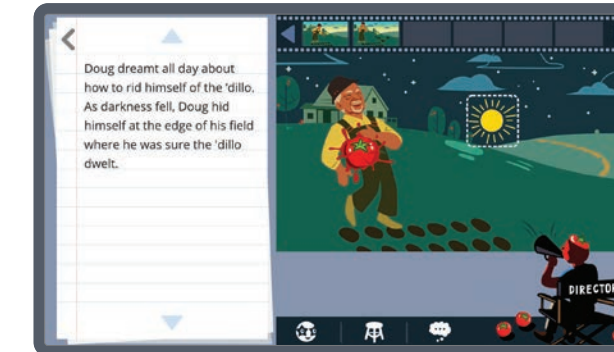 Doug dreamt all day about
how to rid himself of the 'dillo.
As darkness fell, Doug hid
himself at the edge of his field
where he was sure the 'dillo
dwelt.
DIRECTOR